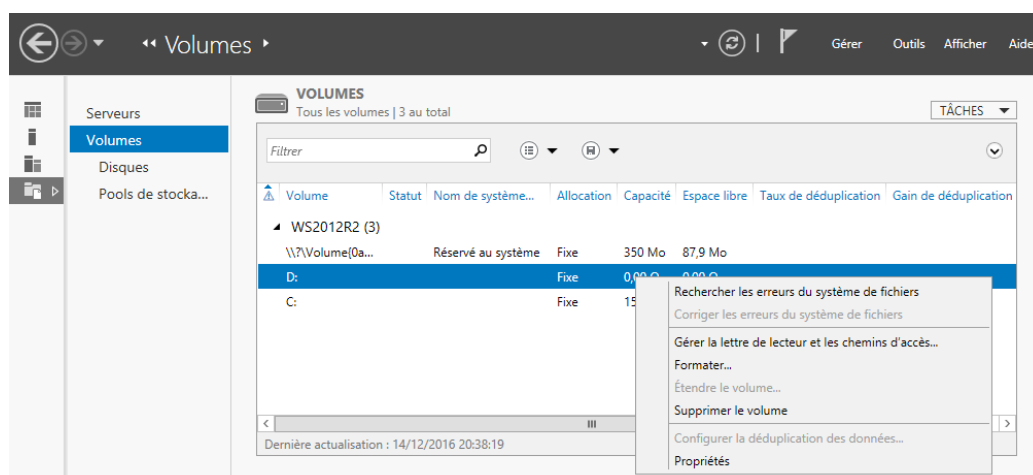 Volumes
Gérer Outils Afficher Aide
Serveurs
Volumes
Disques
Pools de stocka...
VOLUMES
Tous les volumes | 3 au total
TÂCHES
Filtrer
Volume Statut Nom de système... Allocation Capacité Espace libre Taux de déduplication Gain de déduplication
WS2012R2 (3)
\\?\Volume{0a... Réservé au système Fixe 350 Mo 87,9 Mo
D: Fixe
C: Fixe
Rechercher les erreurs du système de fichiers
Corriger les erreurs du système de fichiers
Gérer la lettre de lecteur et les chemins d'accès...
Formater...
Étendre le volume...
Supprimer le volume
Configurer la déduplication des données...
Propriétés
Dernière actualisation : 14/12/2016 20:38:19